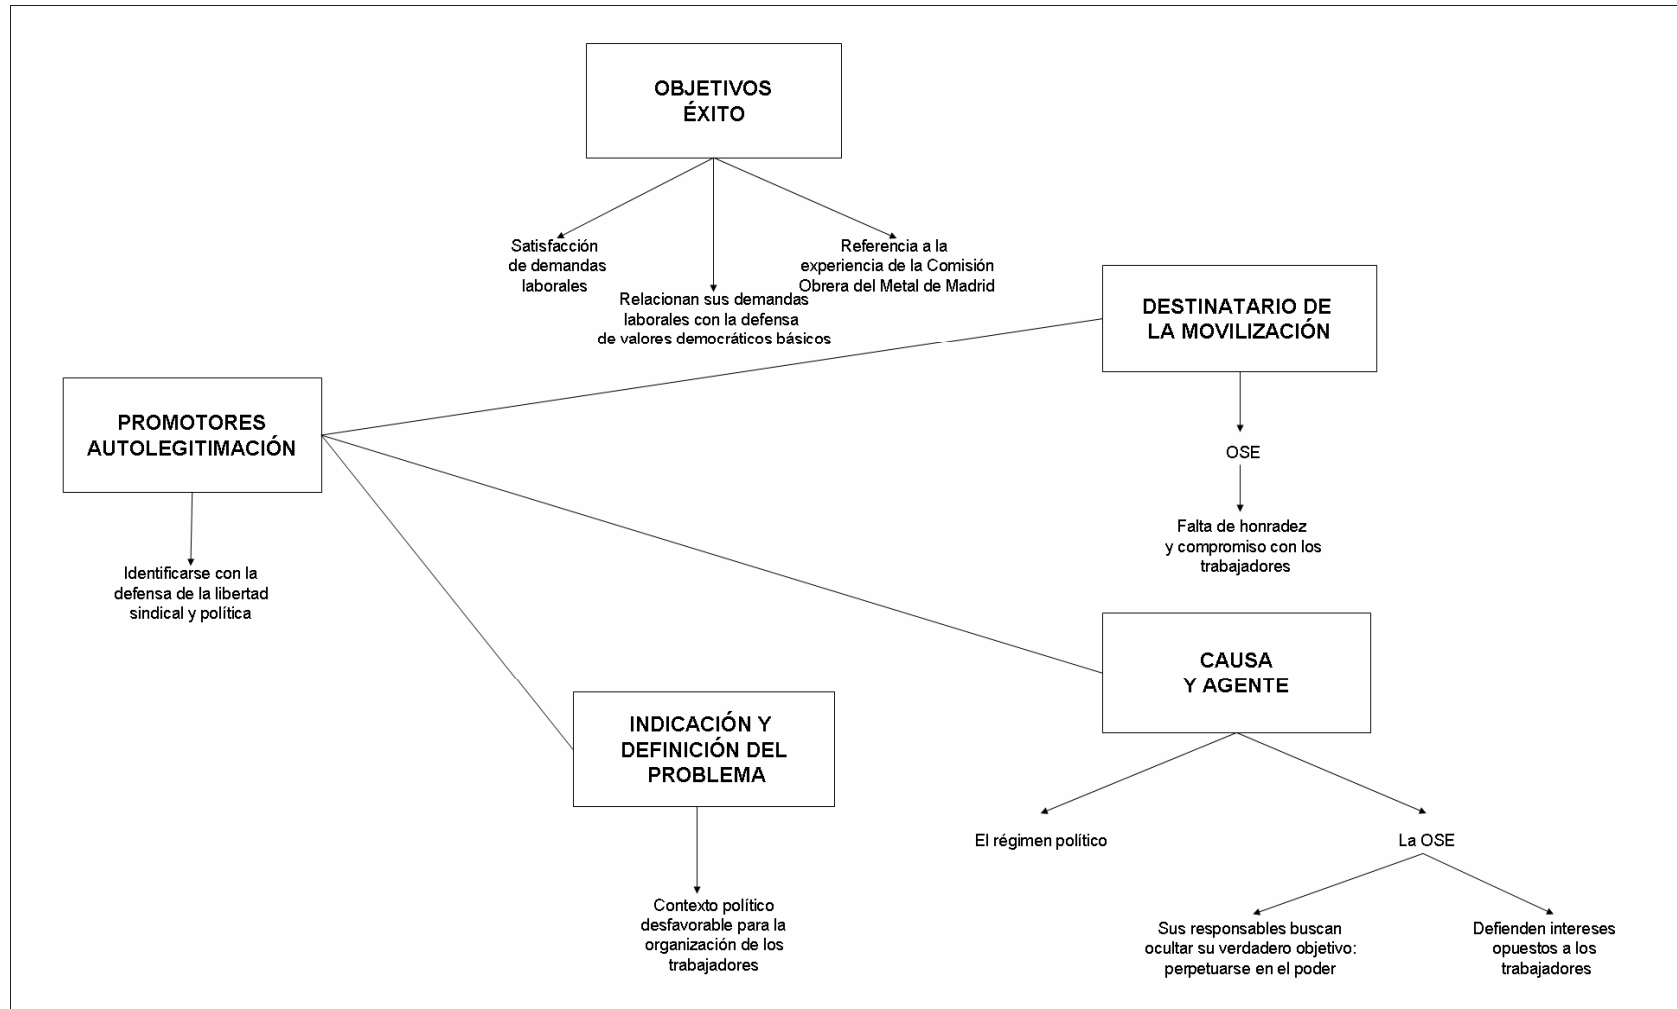 OBJETIVOS
ÉXITO
Satisfacción
de demandas
laborales
Relacionan sus demandas
laborales con la defensa
de valores democráticos básicos
Referencia a la
experiencia de la Comisión
Obrera del Metal de Madrid
DESTINATARIO DE
LA MOVILIZACIÓN
OSE
Falta de honradez
y compromiso con los
trabajadores
PROMOTORES
AUTOLEGITIMACIÓN
Identificarse con la
defensa de la libertad
sindical y política
CAUSA
Y AGENTE
El régimen político
La OSE
Sus responsables buscan
ocultar su verdadero objetivo:
perpetuarse en el poder
Defienden intereses
opuestos a los
trabajadores
INDICACIÓN Y
DEFINICIÓN DEL
PROBLEMA
Contexto político
desfavorable para la
organización de los
trabajadores